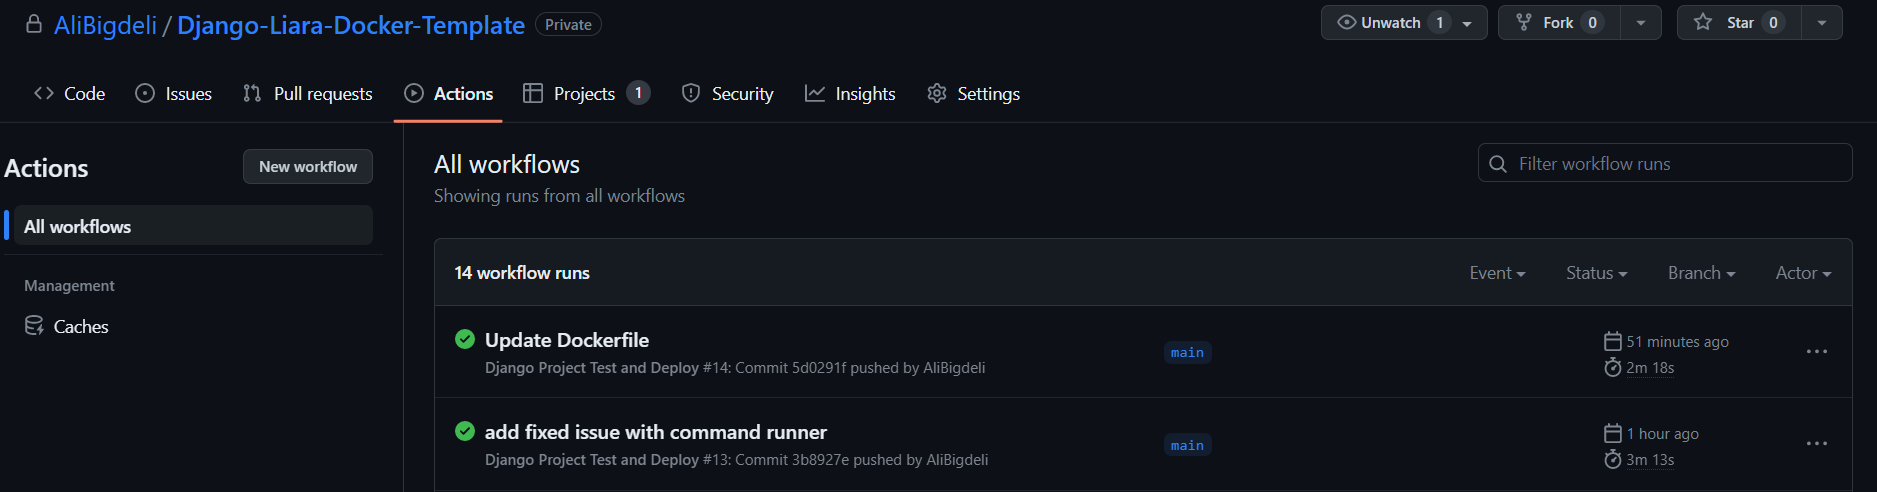 AliBigdeli / Django-Liara-Docker-Template Private Unwatch 1 Fork 0 Star 0
Code Issues Pull requests Actions Projects 1 Security Insights Settings
Actions New workflow
All workflows
Management
Caches
All workflows Filter workflow runs
Showing runs from all workflows
14 workflow runs Event Status Branch Actor
Update Dockerfile main 51 minutes ago
Django Project Test and Deploy #14: Commit 5d0291f pushed by AliBigdeli 2m 18s
add fixed issue with command runner main 1 hour ago
Django Project Test and Deploy #13: Commit 3b8927e pushed by AliBigdeli 3m 13s